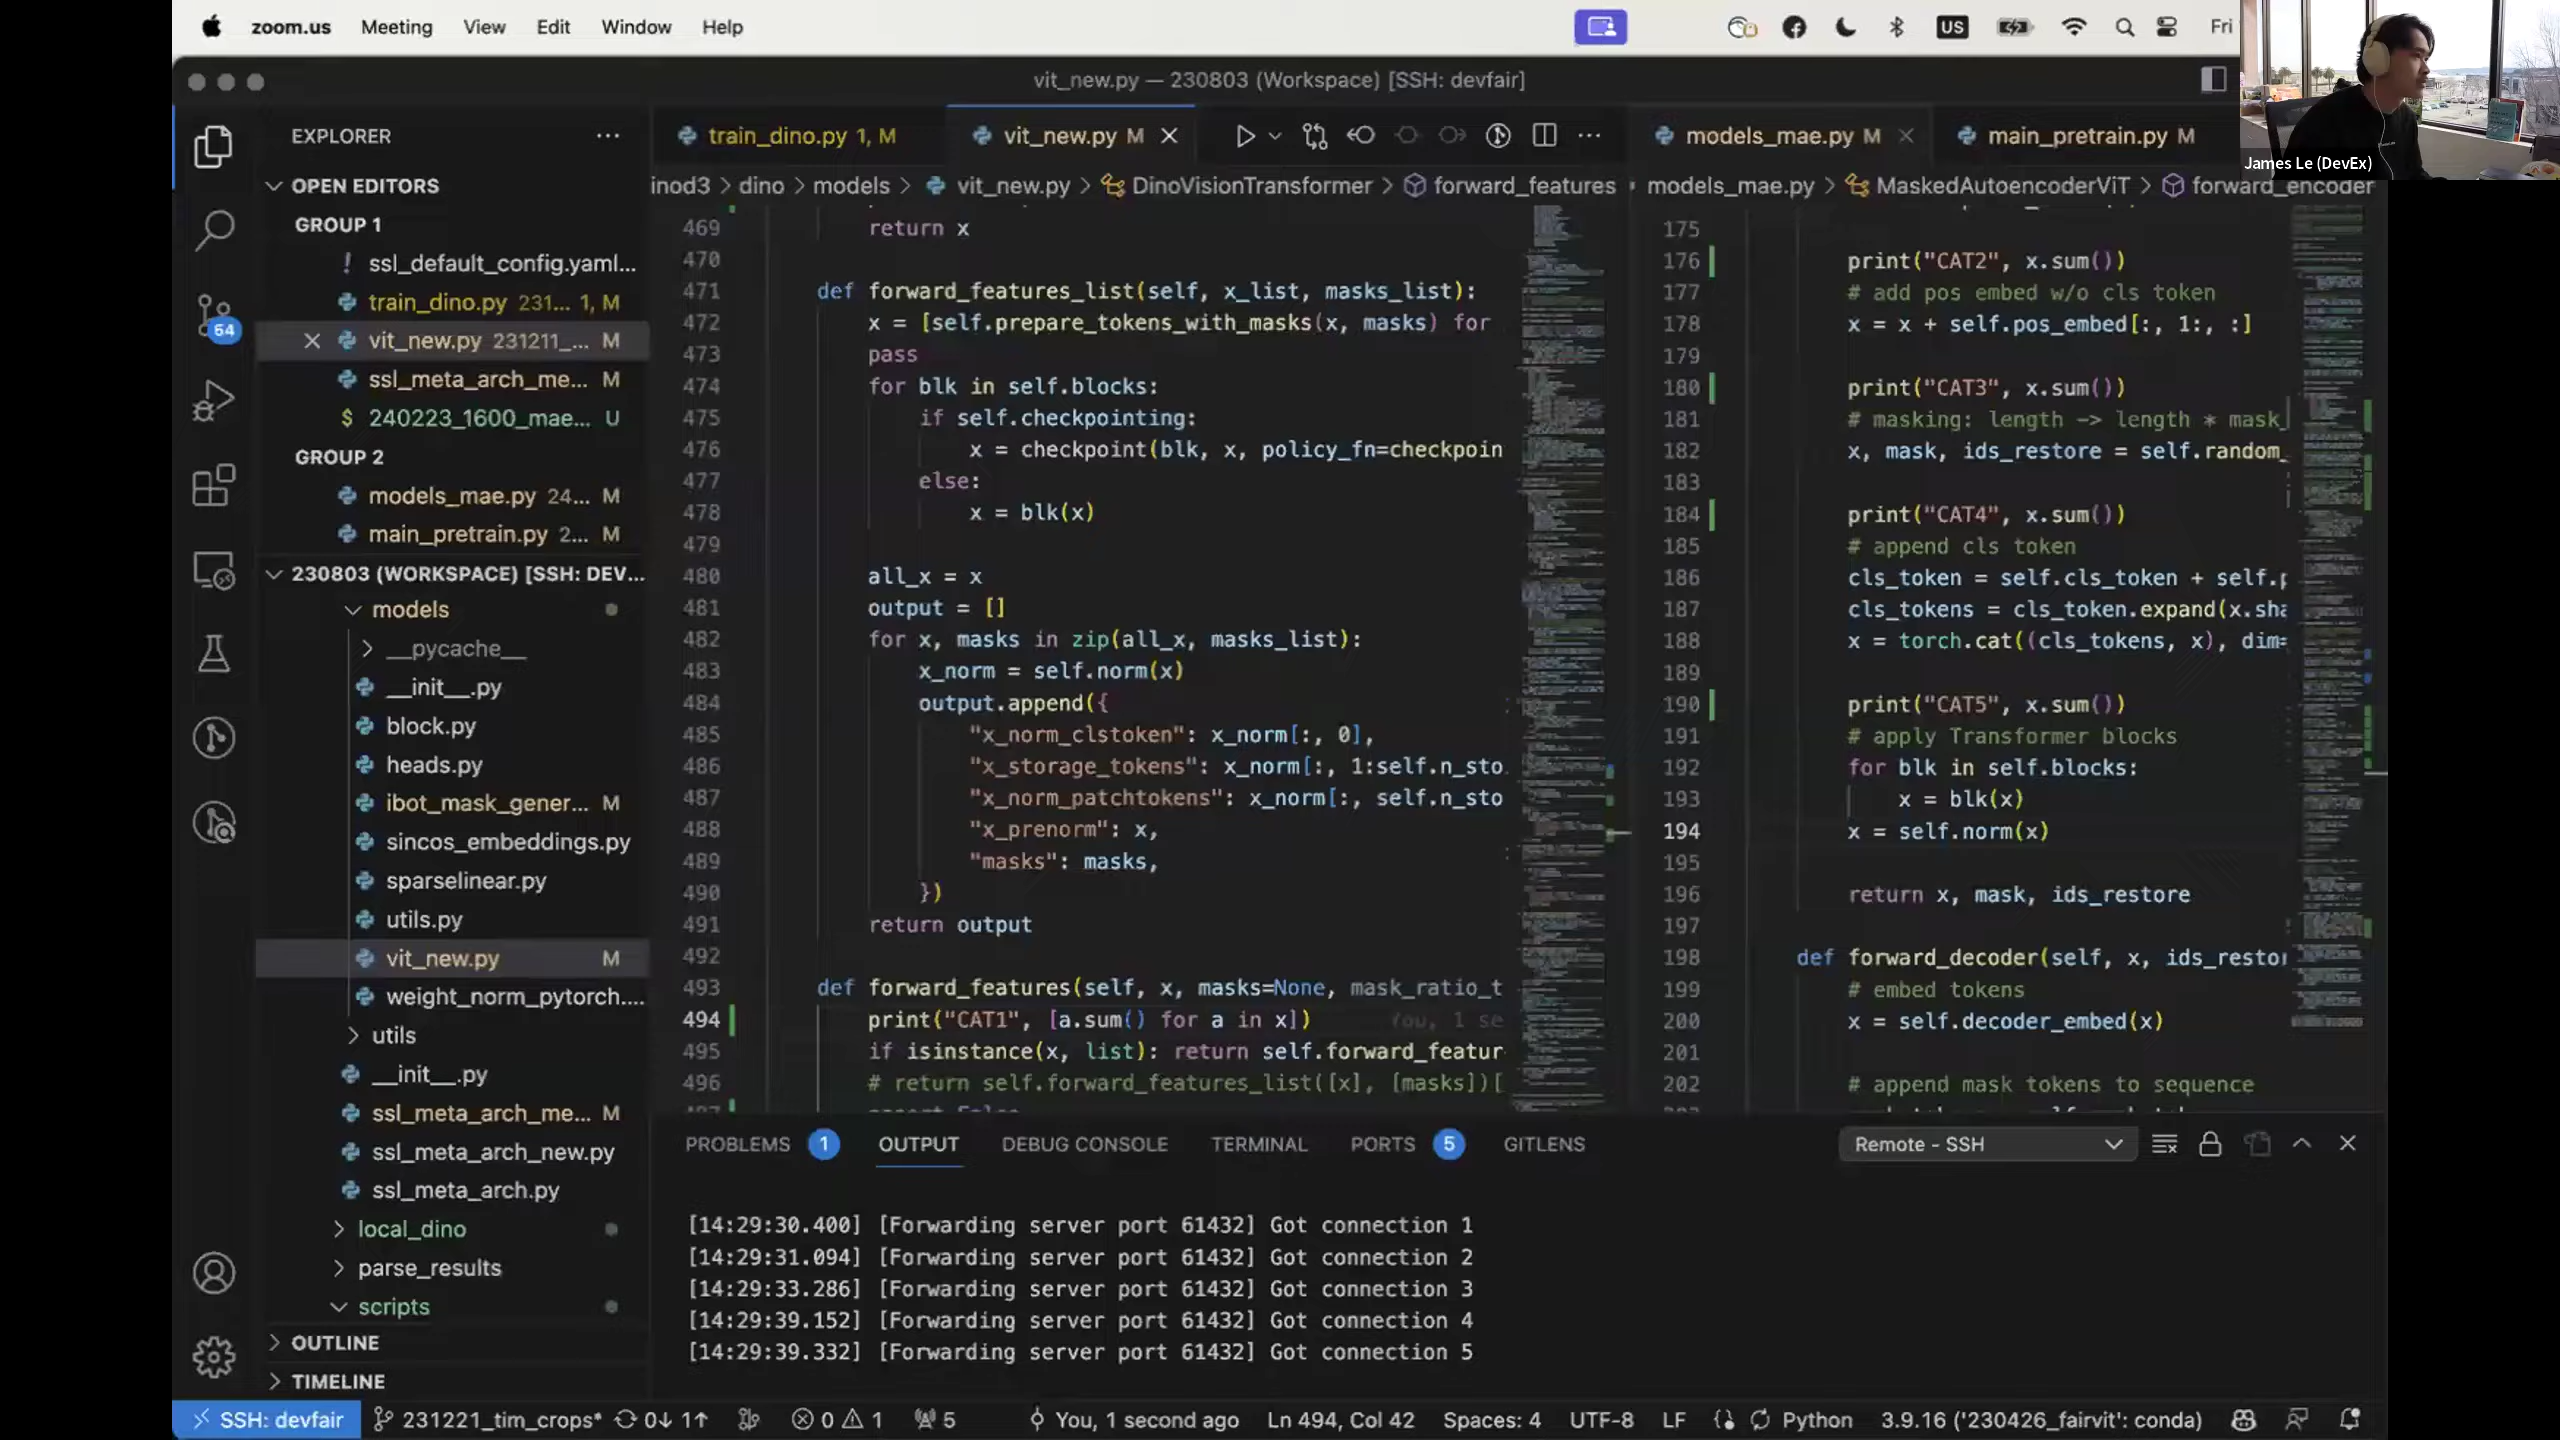 zoom.us Meeting View Edit Window Help
US Fri
vit_new.py — 230803 (Workspace) [SSH: devfair]
James Le (DevEx)
EXPLORER
OPEN EDITORS
GROUP 1
! ssl_default_config.yaml...
train_dino.py 231... 1, M
vit_new.py 231211_... M
ssl_meta_arch_me... M
$ 240223_1600_mae... U
GROUP 2
models_mae.py 24... M
main_pretrain.py 2... M
230803 (WORKSPACE) [SSH: DEV...
models
__pycache__
__init__.py
block.py
heads.py
ibot_mask_gener... M
sincos_embeddings.py
sparselinear.py
utils.py
vit_new.py M
weight_norm_pytorch....
utils
__init__.py
ssl_meta_arch_me... M
ssl_meta_arch_new.py
ssl_meta_arch.py
local_dino
parse_results
scripts
OUTLINE
TIMELINE
64
train_dino.py 1, M vit_new.py M
inod3 > dino > models > vit_new.py > DinoVisionTransformer > forward_features
469 return x
470
471 def forward_features_list(self, x_list, masks_list):
472 x = [self.prepare_tokens_with_masks(x, masks) for
473 pass
474 for blk in self.blocks:
475 if self.checkpointing:
476 x = checkpoint(blk, x, policy_fn=checkpoin
477 else:
478 x = blk(x)
479
480 all_x = x
481 output = []
482 for x, masks in zip(all_x, masks_list):
483 x_norm = self.norm(x)
484 output.append({
485 "x_norm_clstoken": x_norm[:, 0],
486 "x_storage_tokens": x_norm[:, 1:self.n_sto
487 "x_norm_patchtokens": x_norm[:, self.n_sto
488 "x_prenorm": x,
489 "masks": masks,
490 })
491 return output
492
493 def forward_features(self, x, masks=None, mask_ratio_t
494 print("CAT1", [a.sum() for a in x]) You, 1 se
495 if isinstance(x, list): return self.forward_featur
496 # return self.forward_features_list([x], [masks])[
models_mae.py M main_pretrain.py M
models_mae.py > MaskedAutoencoderViT > forward_encoder
175
176 print("CAT2", x.sum())
177 # add pos embed w/o cls token
178 x = x + self.pos_embed[:, 1:, :]
179
180 print("CAT3", x.sum())
181 # masking: length -> length * mask_
182 x, mask, ids_restore = self.random_
183
184 print("CAT4", x.sum())
185 # append cls token
186 cls_token = self.cls_token + self.p
187 cls_tokens = cls_token.expand(x.sha
188 x = torch.cat((cls_tokens, x), dim=
189
190 print("CAT5", x.sum())
191 # apply Transformer blocks
192 for blk in self.blocks:
193 x = blk(x)
194 x = self.norm(x)
195
196 return x, mask, ids_restore
197
198 def forward_decoder(self, x, ids_restor
199 # embed tokens
200 x = self.decoder_embed(x)
201
202 # append mask tokens to sequence
PROBLEMS 1 OUTPUT DEBUG CONSOLE TERMINAL PORTS 5 GITLENS Remote - SSH
[14:29:30.400] [Forwarding server port 61432] Got connection 1
[14:29:31.094] [Forwarding server port 61432] Got connection 2
[14:29:33.286] [Forwarding server port 61432] Got connection 3
[14:29:39.152] [Forwarding server port 61432] Got connection 4
[14:29:39.332] [Forwarding server port 61432] Got connection 5
SSH: devfair 231221_tim_crops* 0↓ 1↑ 0 1 5 You, 1 second ago Ln 494, Col 42 Spaces: 4 UTF-8 LF Python 3.9.16 ('230426_fairvit': conda)